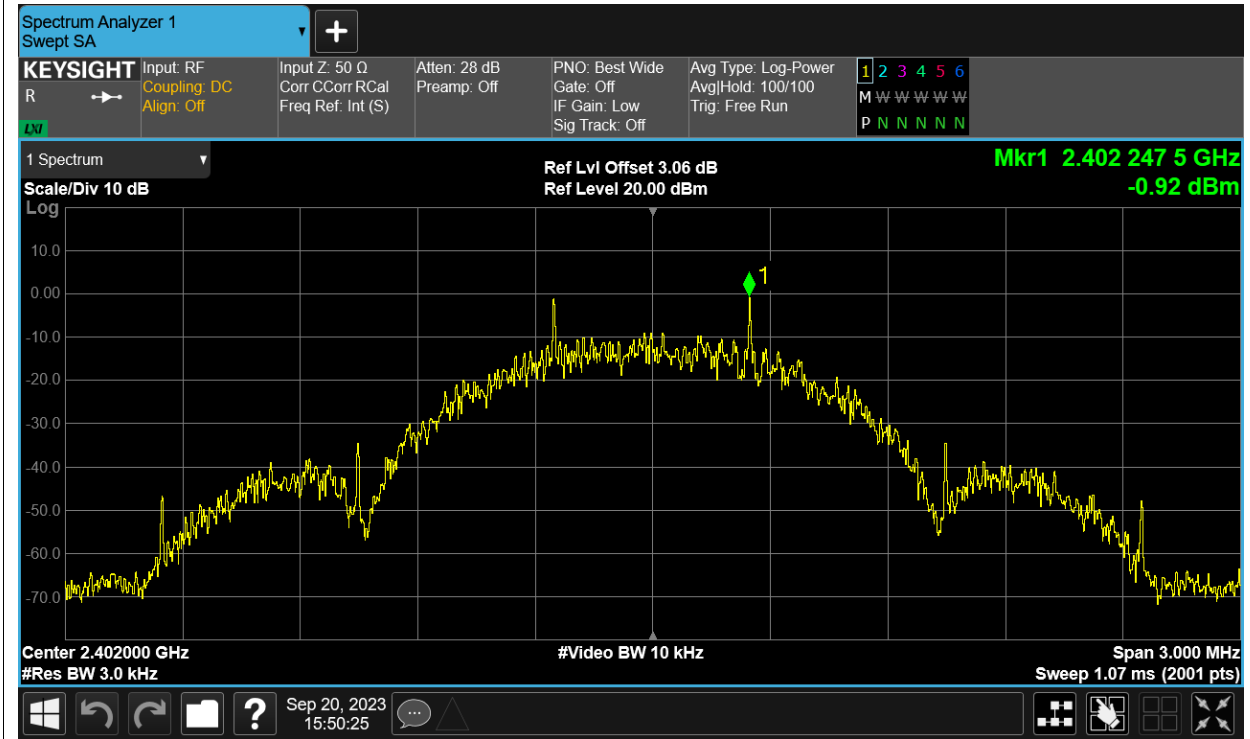 Spectrum Analyzer 1
Swept SA
+
KEYSIGHT
R
LXI
Input: RF
Coupling: DC
Align: Off
Input Z: 50 Ω
Corr CCorr RCal
Freq Ref: Int (S)
Atten: 28 dB
Preamp: Off
PNO: Best Wide
Gate: Off
IF Gain: Low
Sig Track: Off
Avg Type: Log-Power
Avg|Hold: 100/100
Trig: Free Run
1 2 3 4 5 6
M W W W W W
P N N N N N N
1 Spectrum
Scale/Div 10 dB
Log
Ref Lvl Offset 3.06 dB
Ref Level 20.00 dBm
Mkr1 2.402 247 5 GHz
-0.92 dBm
1
10.0
0.00
-10.0
-20.0
-30.0
-40.0
-50.0
-60.0
-70.0
Center 2.402000 GHz
#Video BW 10 kHz
Span 3.000 MHz
#Res BW 3.0 kHz
Sweep 1.07 ms (2001 pts)
?
Sep 20, 2023
15:50:25